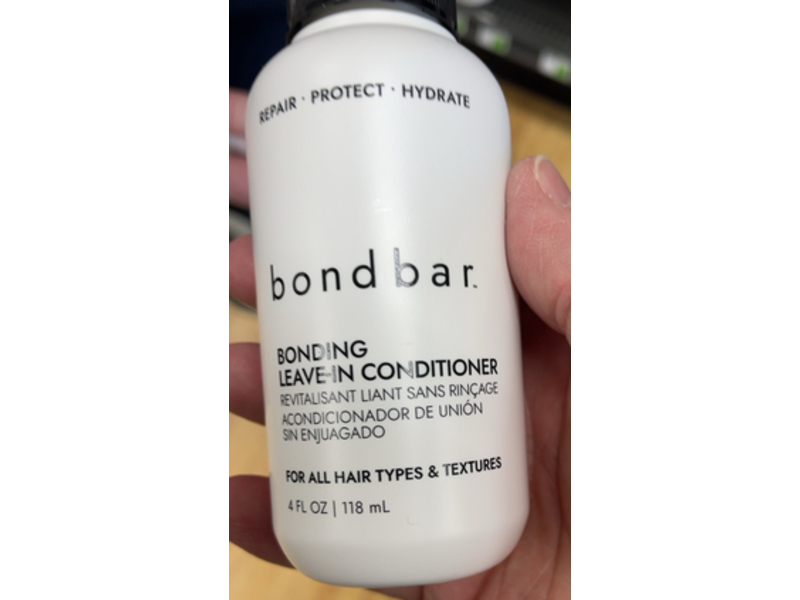 REPAIR · PROTECT · HYDRATE
bondbar™
BONDING
LEAVE-IN CONDITIONER
REVITALISANT LIANT SANS RINÇAGE
ACONDICIONADOR DE UNIÓN
SIN ENJUAGADO
FOR ALL HAIR TYPES & TEXTURES
4 FL OZ | 118 mL